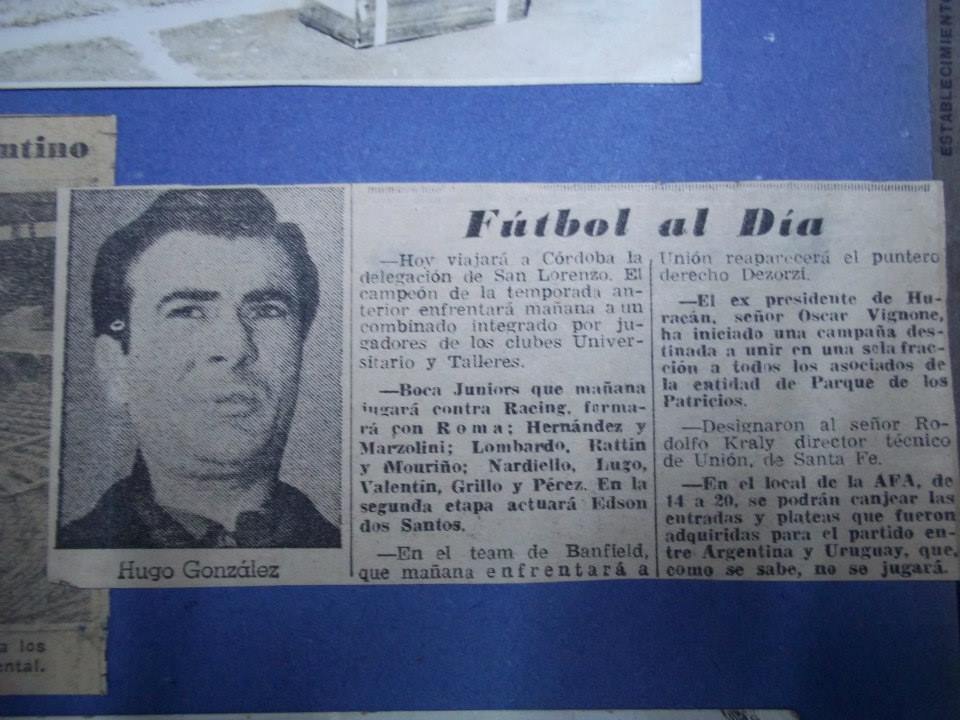 ESTABLECIMIENTO
ntino
Fútbol al Día
—Hoy viajará a Córdoba la
delegación de San Lorenzo. El
campeón de la temporada an-
terior enfrentará mañana a un
combinado integrado por ju-
gadores de los clubes Univer-
sitario y Talleres.
—Boca Juniors que mañana
jugará contra Racing, forma-
rá con Roma; Hernández y
Marzolini; Lombardo, Rattin
y Mouriño; Nardiello, Lugo,
Valentín, Grillo y Pérez. En la
segunda etapa actuará Edson
dos Santos.
—En el team de Banfield,
que mañana enfrentará a
Unión reaparecerá el puntero
derecho Dezorzi.
—El ex presidente de Hu-
racán, señor Oscar Vignone,
ha iniciado una campaña des-
tinada a unir en una sola frac-
ción a todos los asociados de
la entidad de Parque de los
Patricios.
—Designaron al señor Ro-
dolfo Kraly director técnico
de Unión, de Santa Fe.
—En el local de la AFA, de
14 a 20, se podrán canjear las
entradas y plateas que fueron
adquiridas para el partido en-
tre Argentina y Uruguay, que,
como se sabe, no se jugará.
Hugo González
a los
ental.